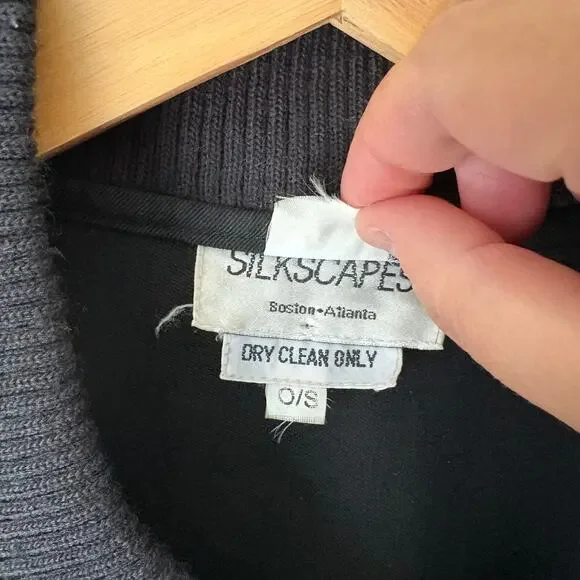 SILKSCAPES
Boston•Atlanta
DRY CLEAN ONLY
O/S